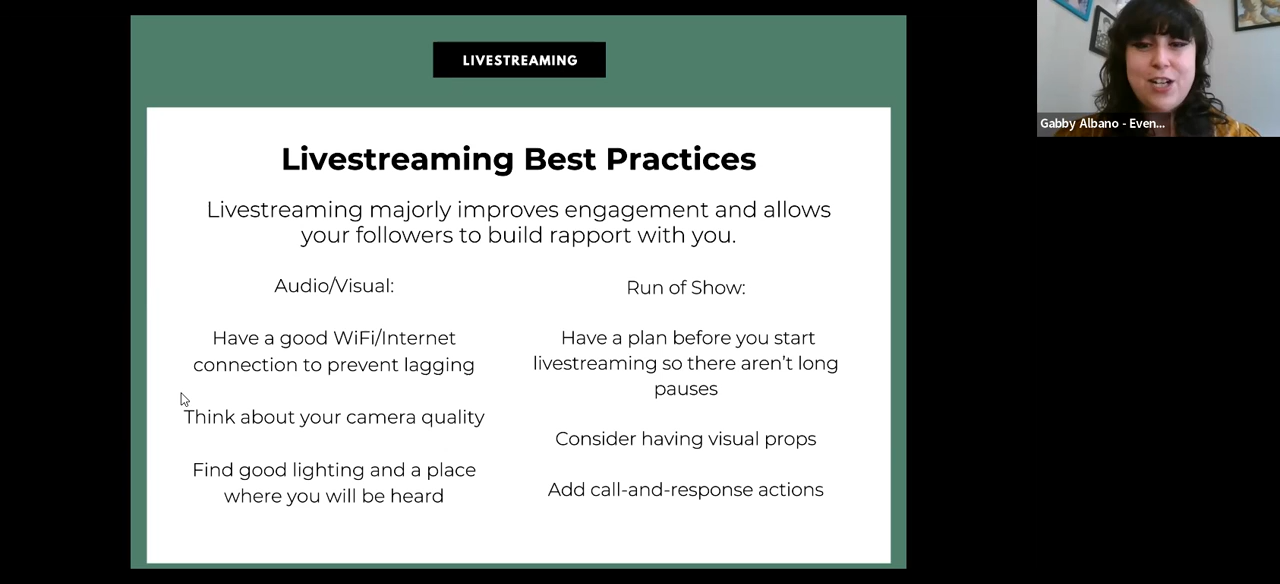 LIVESTREAMING
Livestreaming Best Practices
Livestreaming majorly improves engagement and allows
your followers to build rapport with you.
Audio/Visual:
Have a good WiFi/Internet
connection to prevent lagging
Think about your camera quality
Find good lighting and a place
where you will be heard
Run of Show:
Have a plan before you start
livestreaming so there aren’t long
pauses
Consider having visual props
Add call-and-response actions
Gabby Albano - Even...